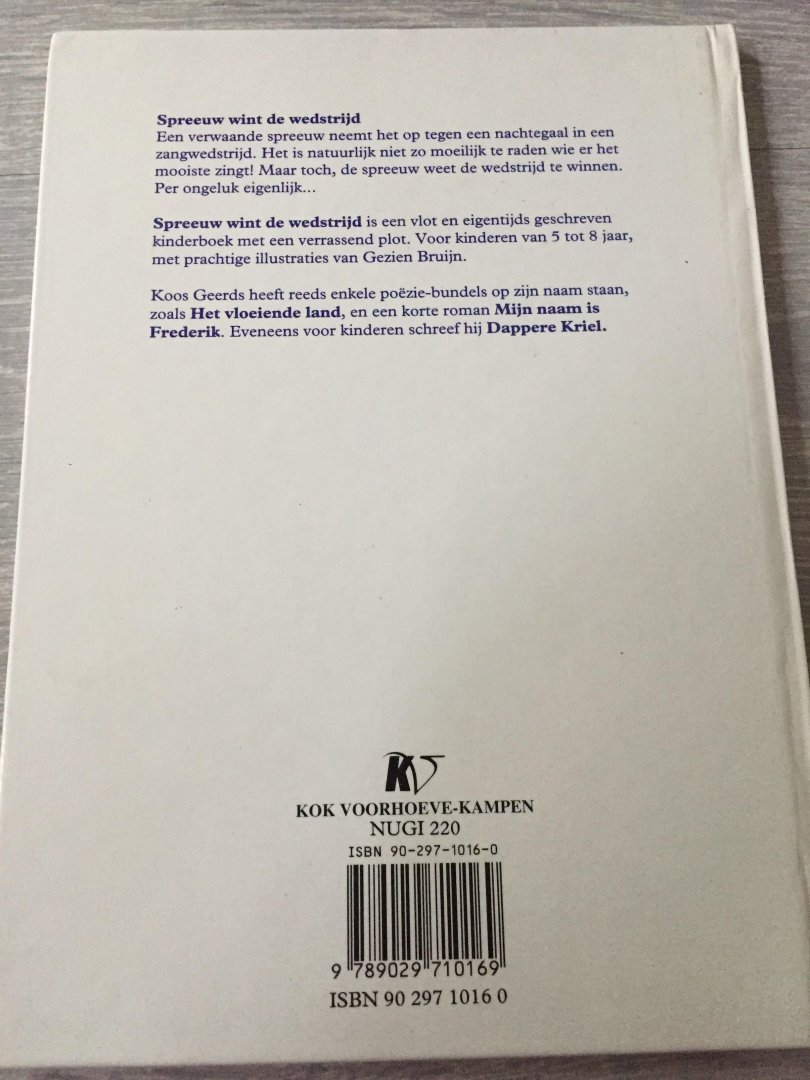 Spreeuw wint de wedstrijd
Een verwaande spreeuw neemt het op tegen een nachtegaal in een
zangwedstrijd. Het is natuurlijk niet zo moeilijk te raden wie er het
mooiste zingt! Maar toch, de spreeuw weet de wedstrijd te winnen.
Per ongeluk eigenlijk...
Spreeuw wint de wedstrijd is een vlot en eigentijds geschreven
kinderboek met een verrassend plot. Voor kinderen van 5 tot 8 jaar,
met prachtige illustraties van Gezien Bruijn.
Koos Geerds heeft reeds enkele poëzie-bundels op zijn naam staan,
zoals Het vloeiende land, en een korte roman Mijn naam is
Frederik. Eveneens voor kinderen schreef hij Dappere Kriel.
KV
KOK VOORHOEVE-KAMPEN
NUGI 220
ISBN 90-297-1016-0
9 789029 710169
ISBN 90 297 1016 0